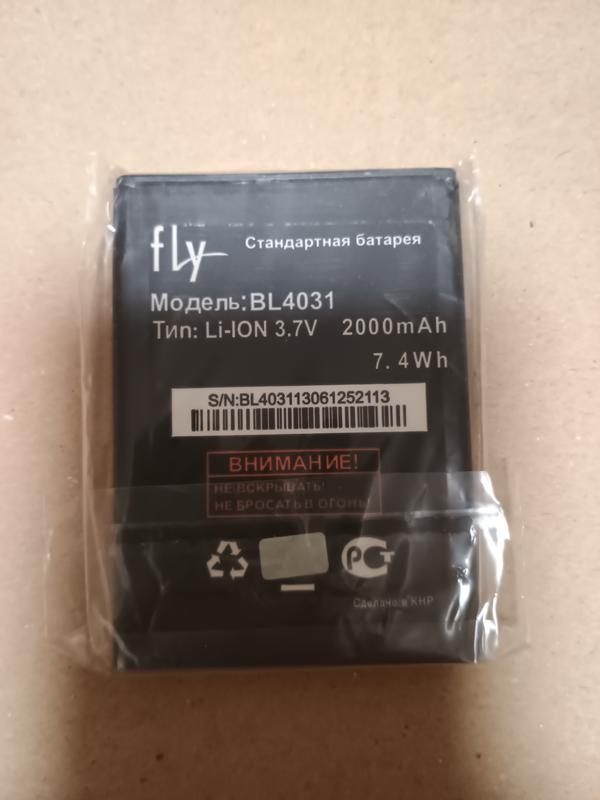 fly Стандартная батарея
Модель:BL4031
Тип: Li-ION 3.7V 2000mAh
7.4Wh
S/N:BL403113061252113
ВНИМАНИЕ!
НЕ ВСКРЫВАТЬ!
НЕ БРОСАТЬ В ОГОНЬ!
РСТ
Сделано в КНР